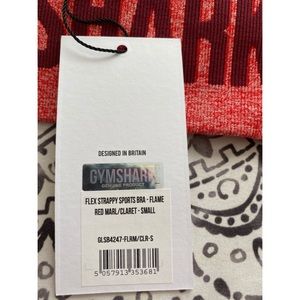 SHARK
DESIGNED IN BRITAIN
GYMSHARK
GENUINE PRODUCT
FLEX STRAPPY SPORTS BRA - FLAME
RED MARL/CLARET - SMALL
GLSB4247-FLRM/CLR-S
5 057913 353681